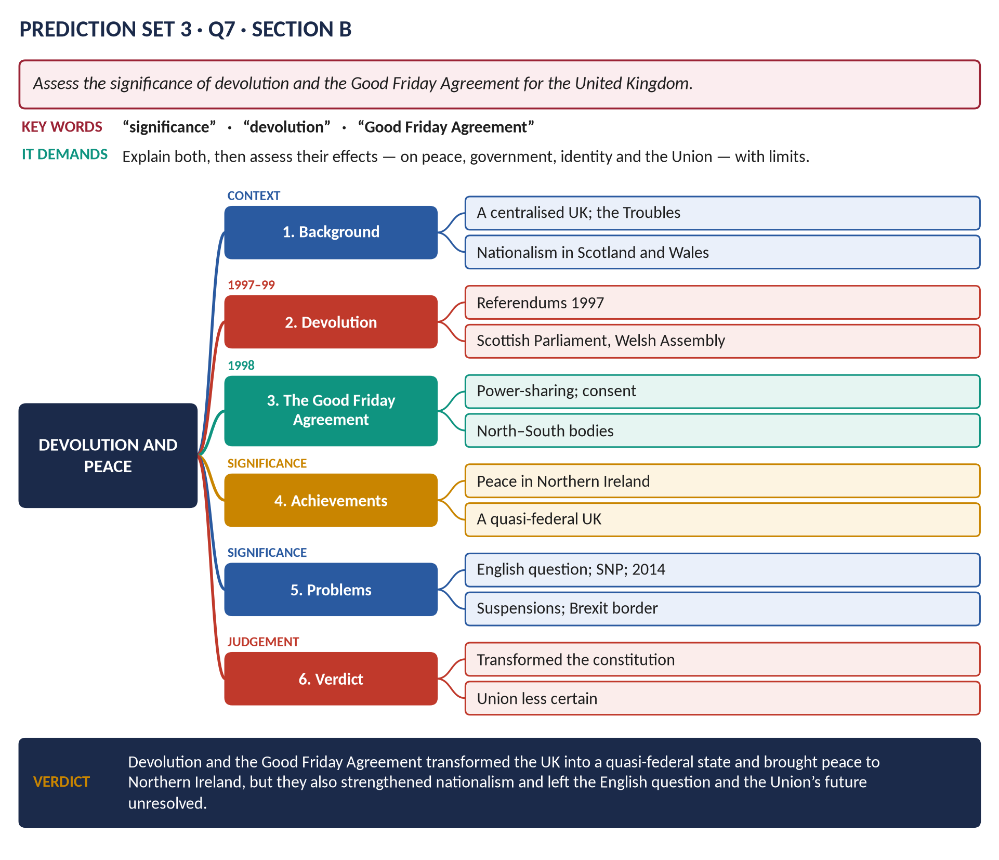 PREDICTION SET 3 · Q7 · SECTION B
Assess the significance of devolution and the Good Friday Agreement for the United Kingdom.
KEY WORDS “significance” · “devolution” · “Good Friday Agreement”
IT DEMANDS Explain both, then assess their effects — on peace, government, identity and the Union — with limits.
DEVOLUTION AND
PEACE
CONTEXT
1. Background
A centralised UK; the Troubles
Nationalism in Scotland and Wales
1997–99
2. Devolution
Referendums 1997
Scottish Parliament, Welsh Assembly
1998
3. The Good Friday
Agreement
Power-sharing; consent
North–South bodies
SIGNIFICANCE
4. Achievements
Peace in Northern Ireland
A quasi-federal UK
SIGNIFICANCE
5. Problems
English question; SNP; 2014
Suspensions; Brexit border
JUDGEMENT
6. Verdict
Transformed the constitution
Union less certain
VERDICT
Devolution and the Good Friday Agreement transformed the UK into a quasi-federal state and brought peace to
Northern Ireland, but they also strengthened nationalism and left the English question and the Union’s future
unresolved.